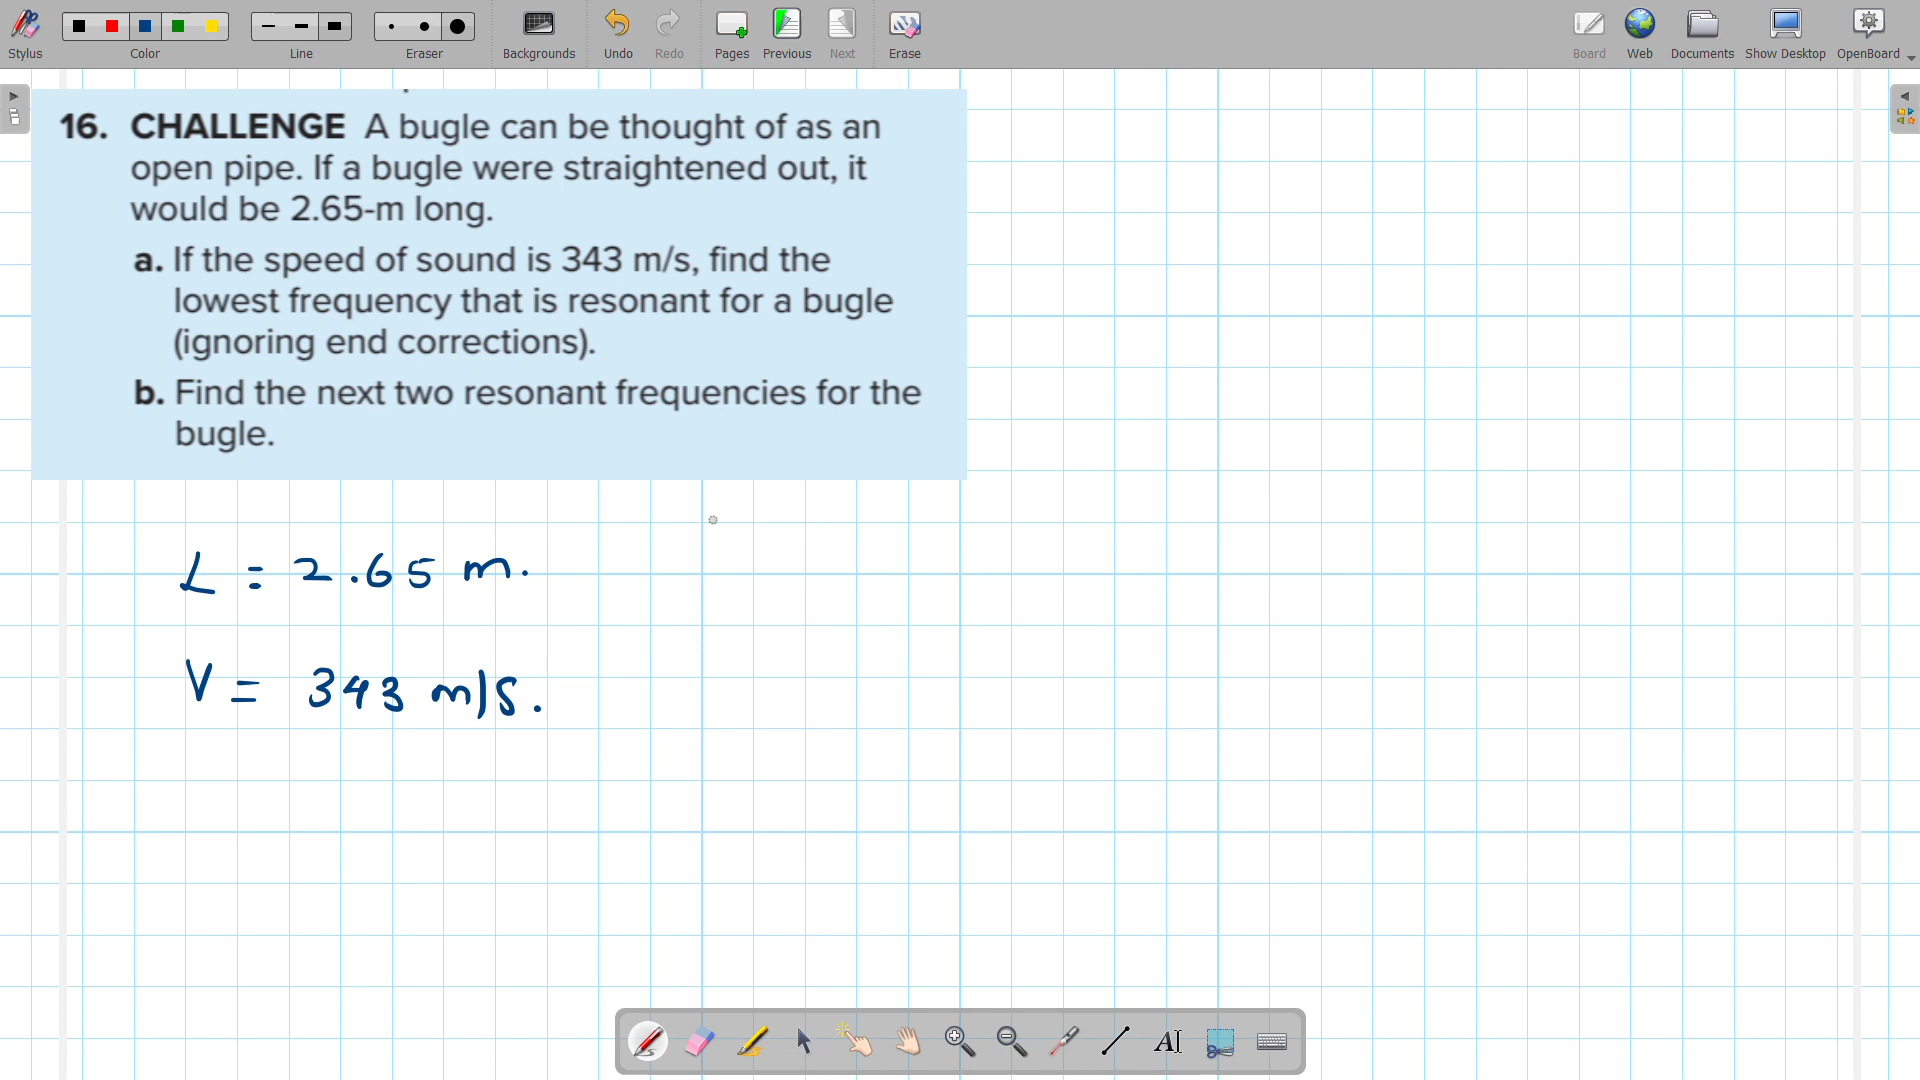 Stylus Color Line Eraser Backgrounds Undo Redo Pages Previous Next Erase Board Web Documents Show Desktop OpenBoard
16. CHALLENGE A bugle can be thought of as an
open pipe. If a bugle were straightened out, it
would be 2.65-m long.
a. If the speed of sound is 343 m/s, find the
lowest frequency that is resonant for a bugle
(ignoring end corrections).
b. Find the next two resonant frequencies for the
bugle.
L = 2.65 m.
V = 343 m/s.